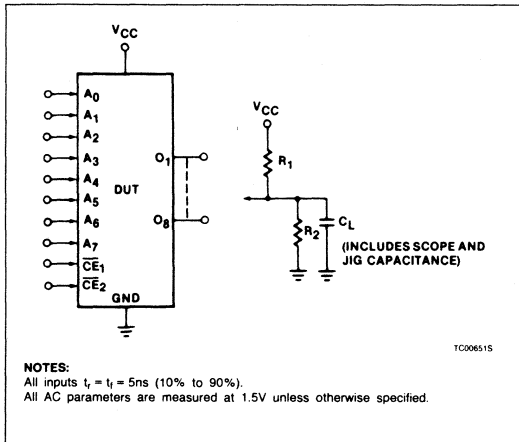 VCC
A0
A1
A2
A3
A4
A5
A6
A7
CE1
CE2
DUT
O1
O8
GND
VCC
R1
R2
CL
(INCLUDES SCOPE AND
JIG CAPACITANCE)
TC00651S
NOTES:
All inputs tr = tf = 5ns (10% to 90%).
All AC parameters are measured at 1.5V unless otherwise specified.